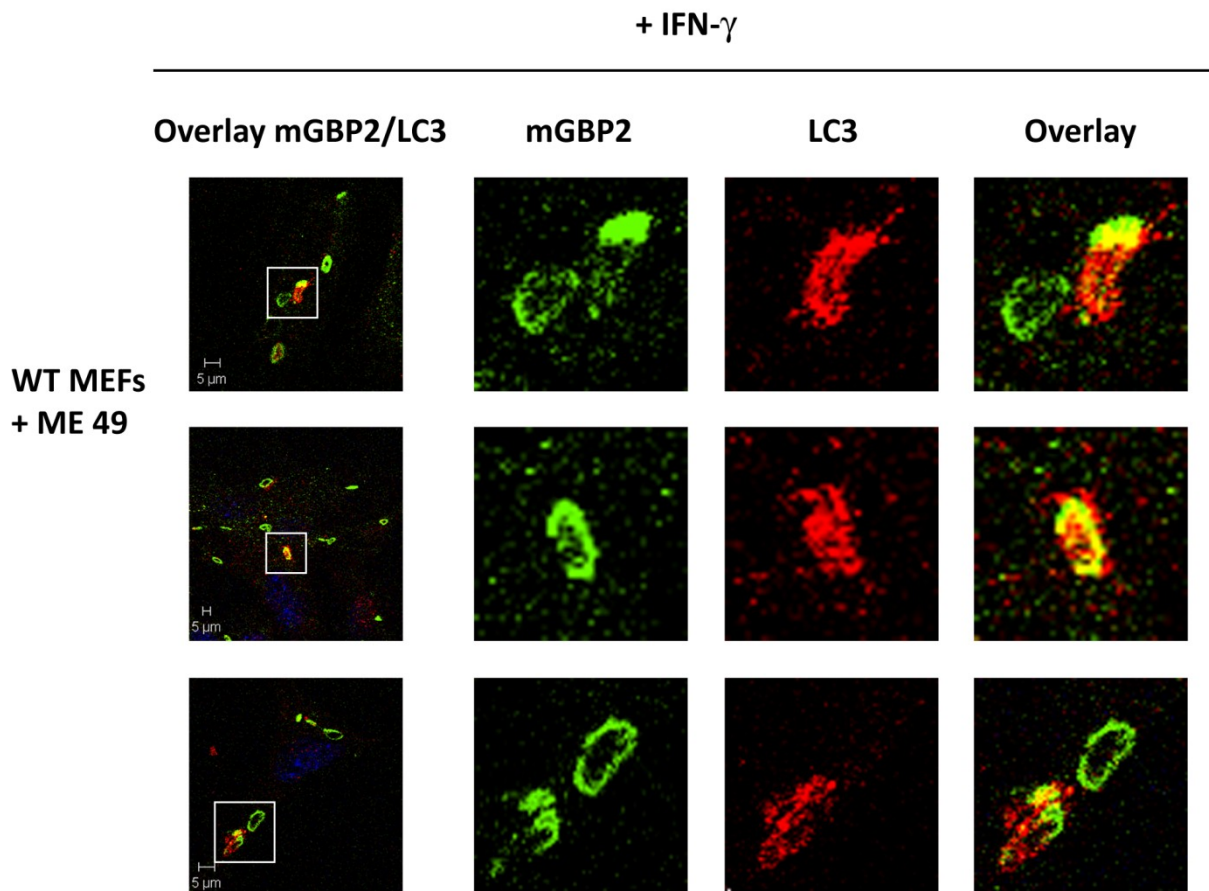 + IFN-γ
Overlay mGBP2/LC3 mGBP2 LC3 Overlay
5 µm
WT MEFs
+ ME 49
5 µm
5 µm